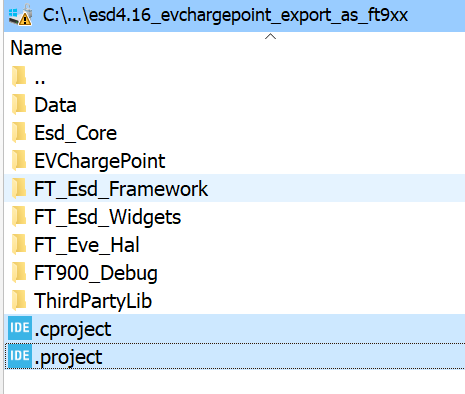 C:\...\esd4.16_evchargepoint_export_as_ft9xx
Name
..
Data
Esd_Core
EVChargePoint
FT_Esd_Framework
FT_Esd_Widgets
FT_Eve_Hal
FT900_Debug
ThirdPartyLib
IDE .cproject
IDE .project